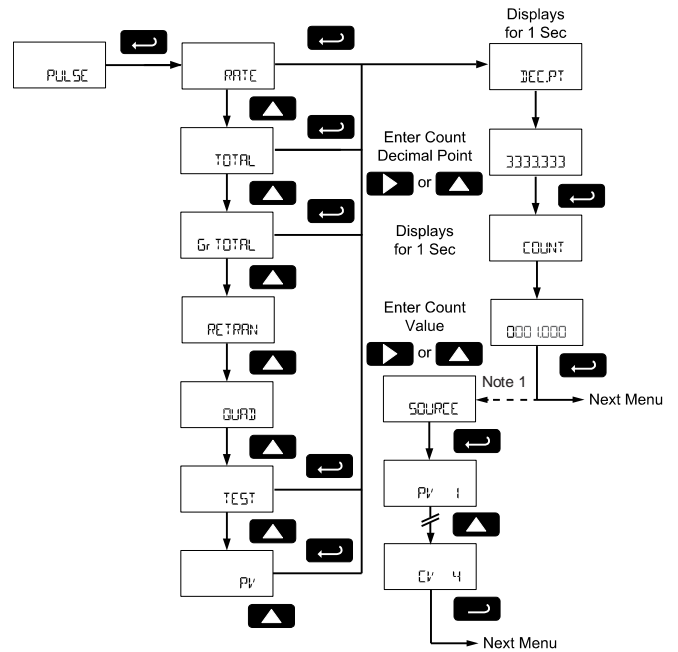 Displays
for 1 Sec
PULSE
RATE
DEC.PT
TOTAL
Enter Count
Decimal Point
or
3333.333
Gr TOTAL
Displays
for 1 Sec
COUNT
RETRAN
Enter Count
Value
or
0001.000
Note 1
Next Menu
QUAD
SOURCE
TEST
PV 1
PV
CV 4
Next Menu